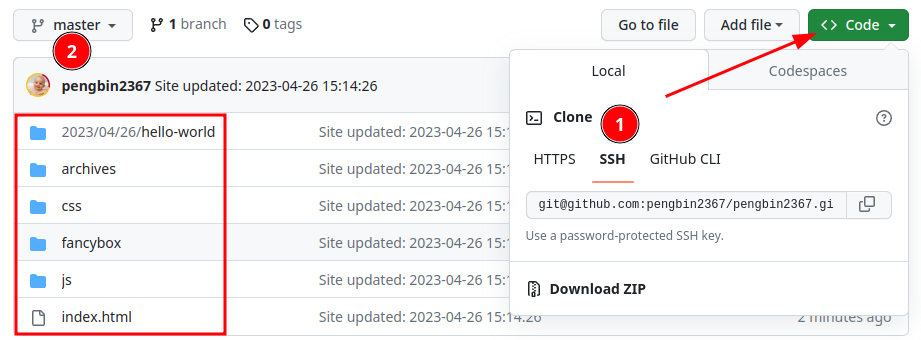 master 1 branch 0 tags Go to file Add file Code
2
pengbin2367 Site updated: 2023-04-26 15:14:26
Local Codespaces
Clone
1
HTTPS SSH GitHub CLI
git@github.com:pengbin2367/pengbin2367.gi
Use a password-protected SSH key.
Download ZIP
2023/04/26/hello-world Site updated: 2023-04-26 15:1
archives Site updated: 2023-04-26 15:1
css Site updated: 2023-04-26 15:1
fancybox Site updated: 2023-04-26 15:1
js Site updated: 2023-04-26 15:1
index.html Site updated: 2023-04-26 15:14:26 2 minutes ago